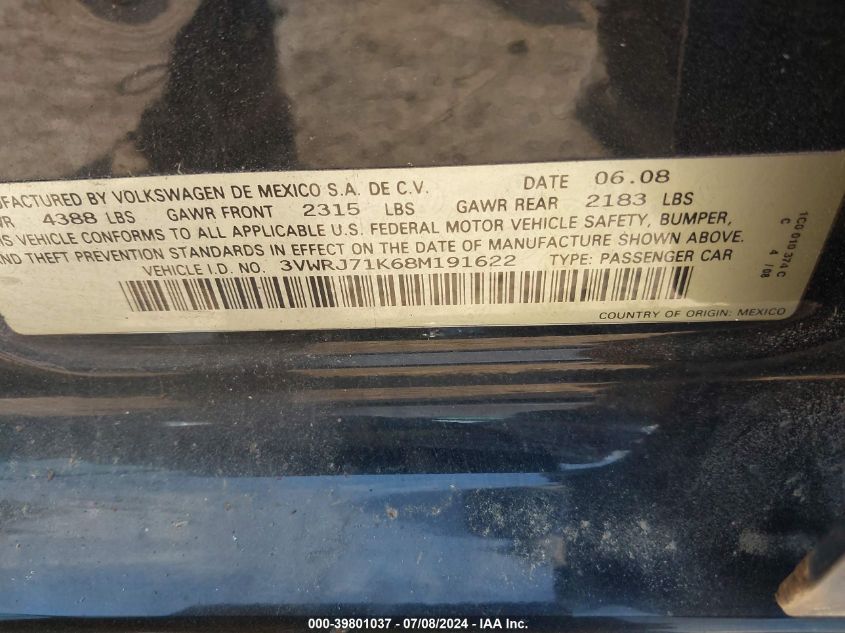 BY VOLKSWAGEN DE MEXICO S.A. DE C.V. DATE 06.08
4388 LBS GAWR FRONT 2315 LBS GAWR REAR 2183 LBS
VEHICLE CONFORMS TO ALL APPLICABLE U.S. FEDERAL MOTOR VEHICLE SAFETY, BUMPER,
AND THEFT PREVENTION STANDARDS IN EFFECT ON THE DATE OF MANUFACTURE SHOWN ABOVE.
VEHICLE I.D. NO. 3VWRJ71K68M191622 TYPE: PASSENGER CAR
COUNTRY OF ORIGIN: MEXICO
1C0 010 374 C
C 4/08
000-39801037 - 07/08/2024 - IAA Inc.